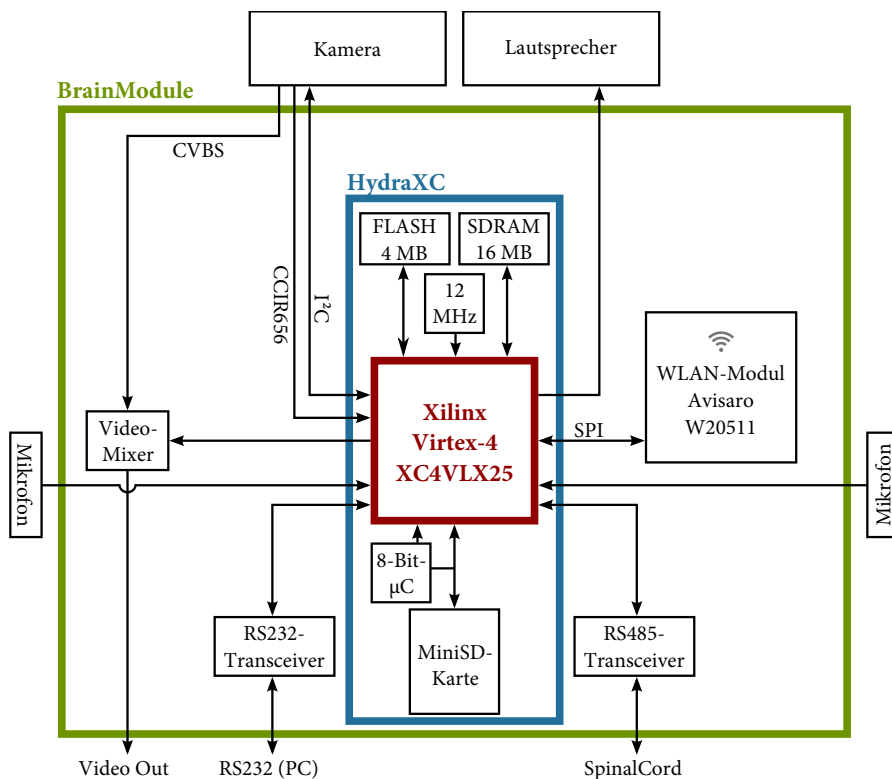 Kamera
Lautsprecher
BrainModule
CVBS
HydraXC
FLASH
4 MB
SDRAM
16 MB
CCIR656
I²C
12
MHz
WLAN-Modul
Avisaro
W20511
Xilinx
Virtex-4
XC4VLX25
SPI
Video-
Mixer
Mikrofon
Mikrofon
8-Bit-
µC
RS232-
Transceiver
MiniSD-
Karte
RS485-
Transceiver
Video Out
RS232 (PC)
SpinalCord